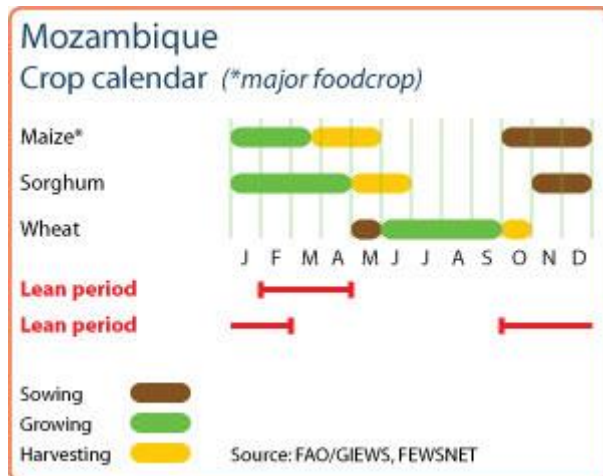 Mozambique
Crop calendar (*major foodcrop)
Maize*
Sorghum
Wheat
J F M A M J J A S O N D
Lean period
Lean period
Sowing
Growing
Harvesting
Source: FAO/GIEWS, FEWSNET